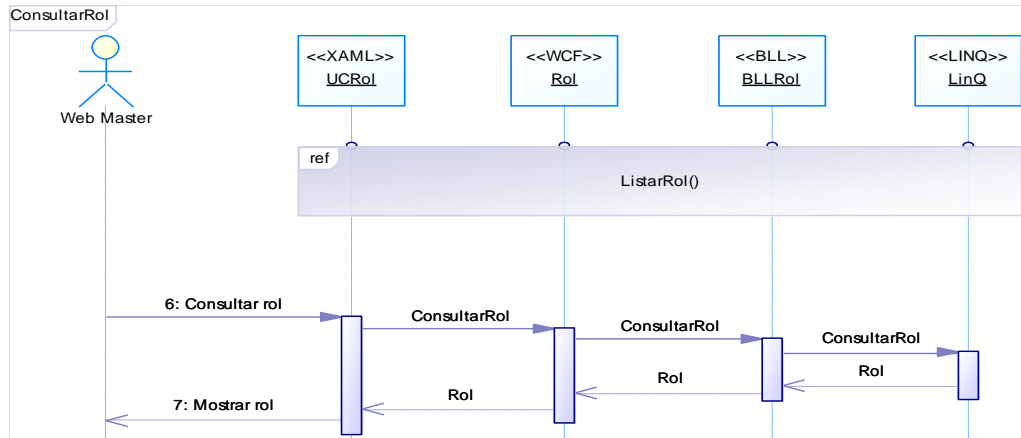 ConsultarRol
Web Master
<<XAML>>
UCRol
<<WCF>>
Rol
<<BLL>>
BLLRol
<<LINQ>>
LinQ
ref
ListarRol()
6: Consultar rol
ConsultarRol
ConsultarRol
ConsultarRol
Rol
Rol
Rol
7: Mostrar rol